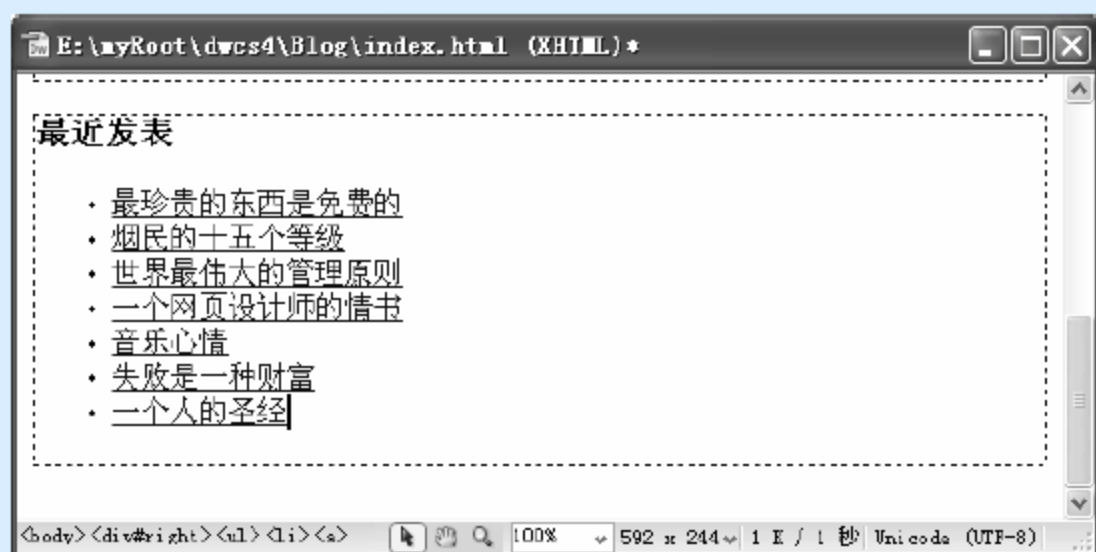 E:\myRoot\dwcs4\Blog\index.html (XHTML)*
最近发表
• 最珍贵的东西是免费的
• 烟民的十五个等级
• 世界最伟大的管理原则
• 一个网页设计师的情书
• 音乐心情
• 失败是一种财富
• 一个人的圣经
<body><div#right><ul><li><a> 100% 592 x 244 1 K / 1 秒 Unicode (UTF-8)